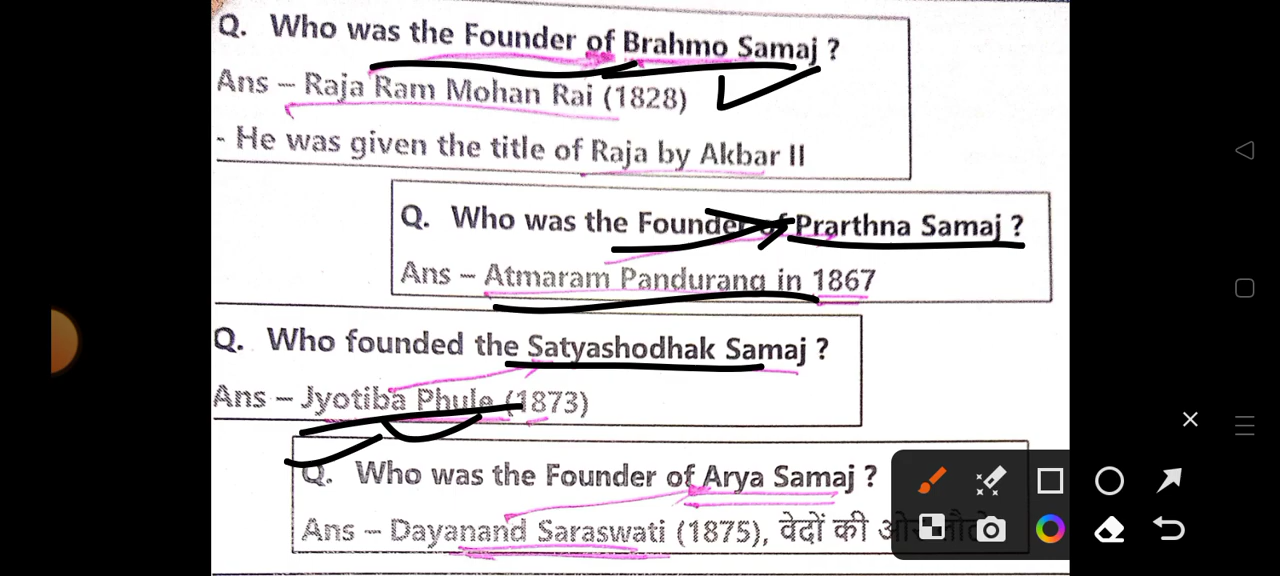 Q. Who was the Founder of Brahmo Samaj ?
Ans – Raja Ram Mohan Rai (1828)
- He was given the title of Raja by Akbar II
Q. Who was the Founder of Prarthna Samaj ?
Ans – Atmaram Pandurang in 1867
Q. Who founded the Satyashodhak Samaj ?
Ans – Jyotiba Phule (1873)
Q. Who was the Founder of Arya Samaj ?
Ans – Dayanand Saraswati (1875), वेदों की ओर लौटो